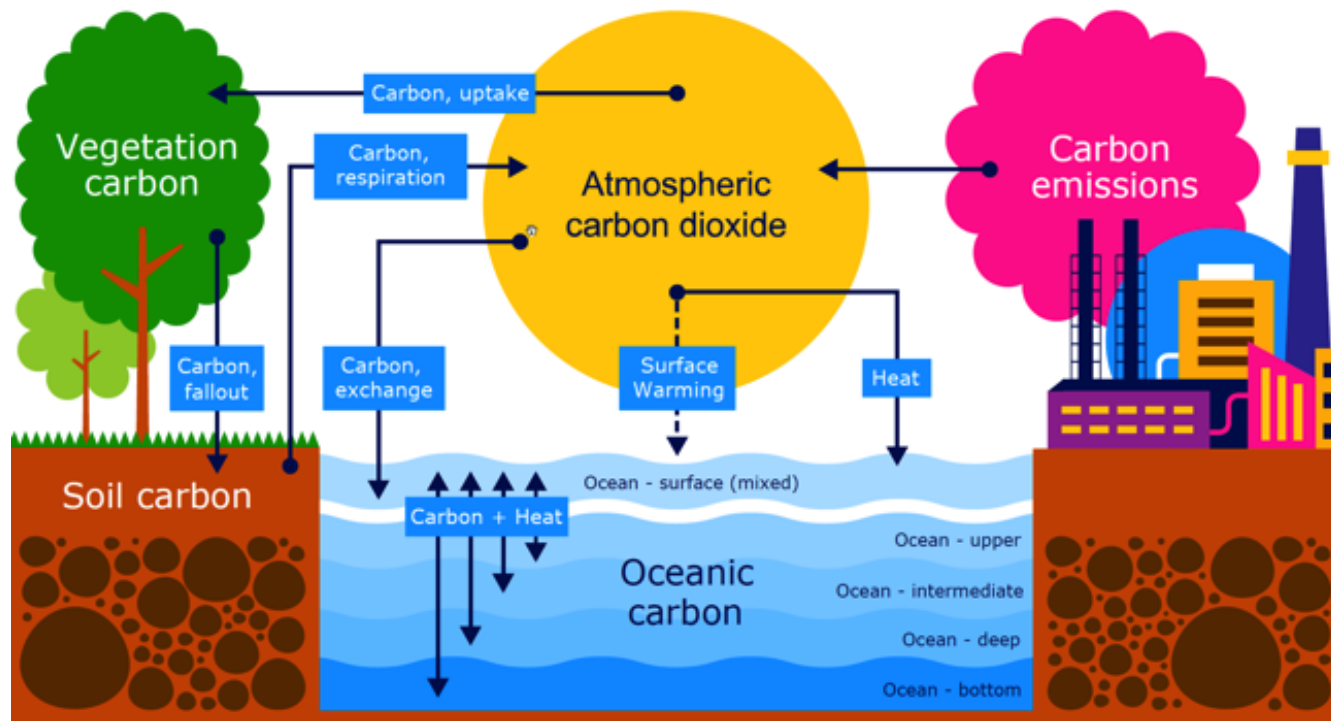 Carbon, uptake
Vegetation
carbon
Carbon,
respiration
Atmospheric
carbon dioxide
Carbon
emissions
Carbon,
fallout
Carbon,
exchange
Surface
Warming
Heat
Soil carbon
Ocean - surface (mixed)
Carbon + Heat
Ocean - upper
Oceanic
carbon
Ocean - intermediate
Ocean - deep
Ocean - bottom